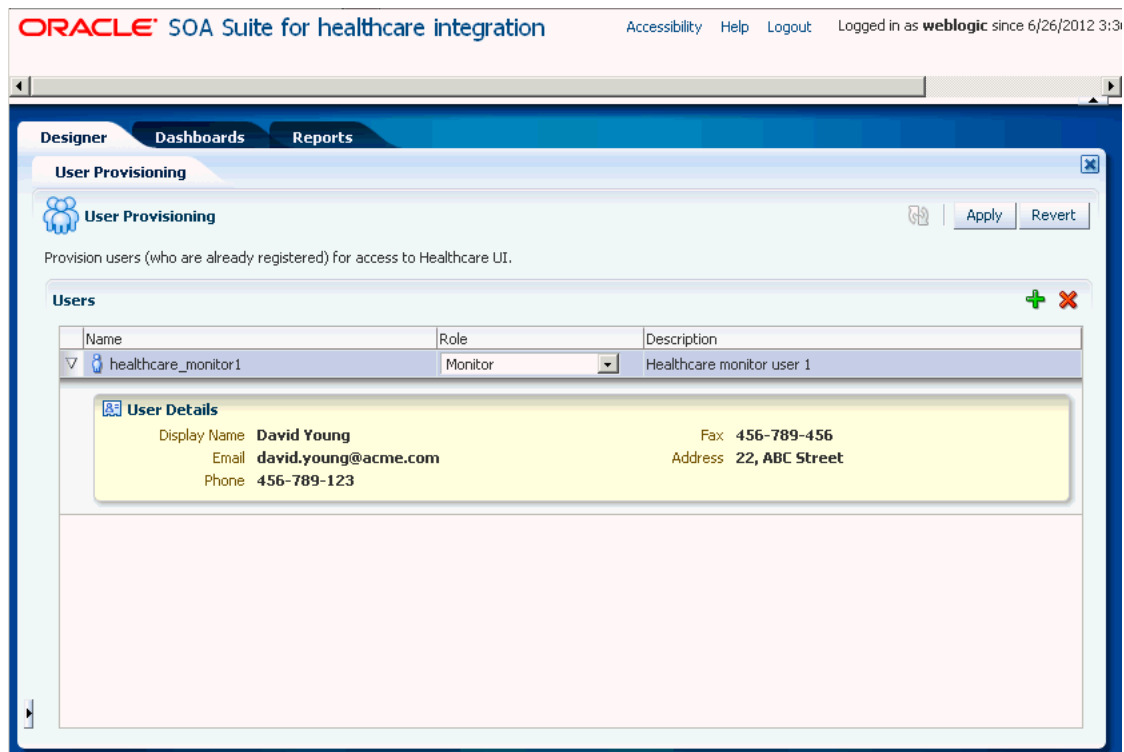 ORACLE SOA Suite for healthcare integration
Accessibility Help Logout Logged in as weblogic since 6/26/2012
Designer Dashboards Reports
User Provisioning
User Provisioning Apply Revert
Provision users (who are already registered) for access to Healthcare UI.
Users
Name Role Description
healthcare_monitor1 Monitor Healthcare monitor user 1
User Details
Display Name David Young Fax 456-789-456
Email david.young@acme.com Address 22, ABC Street
Phone 456-789-123